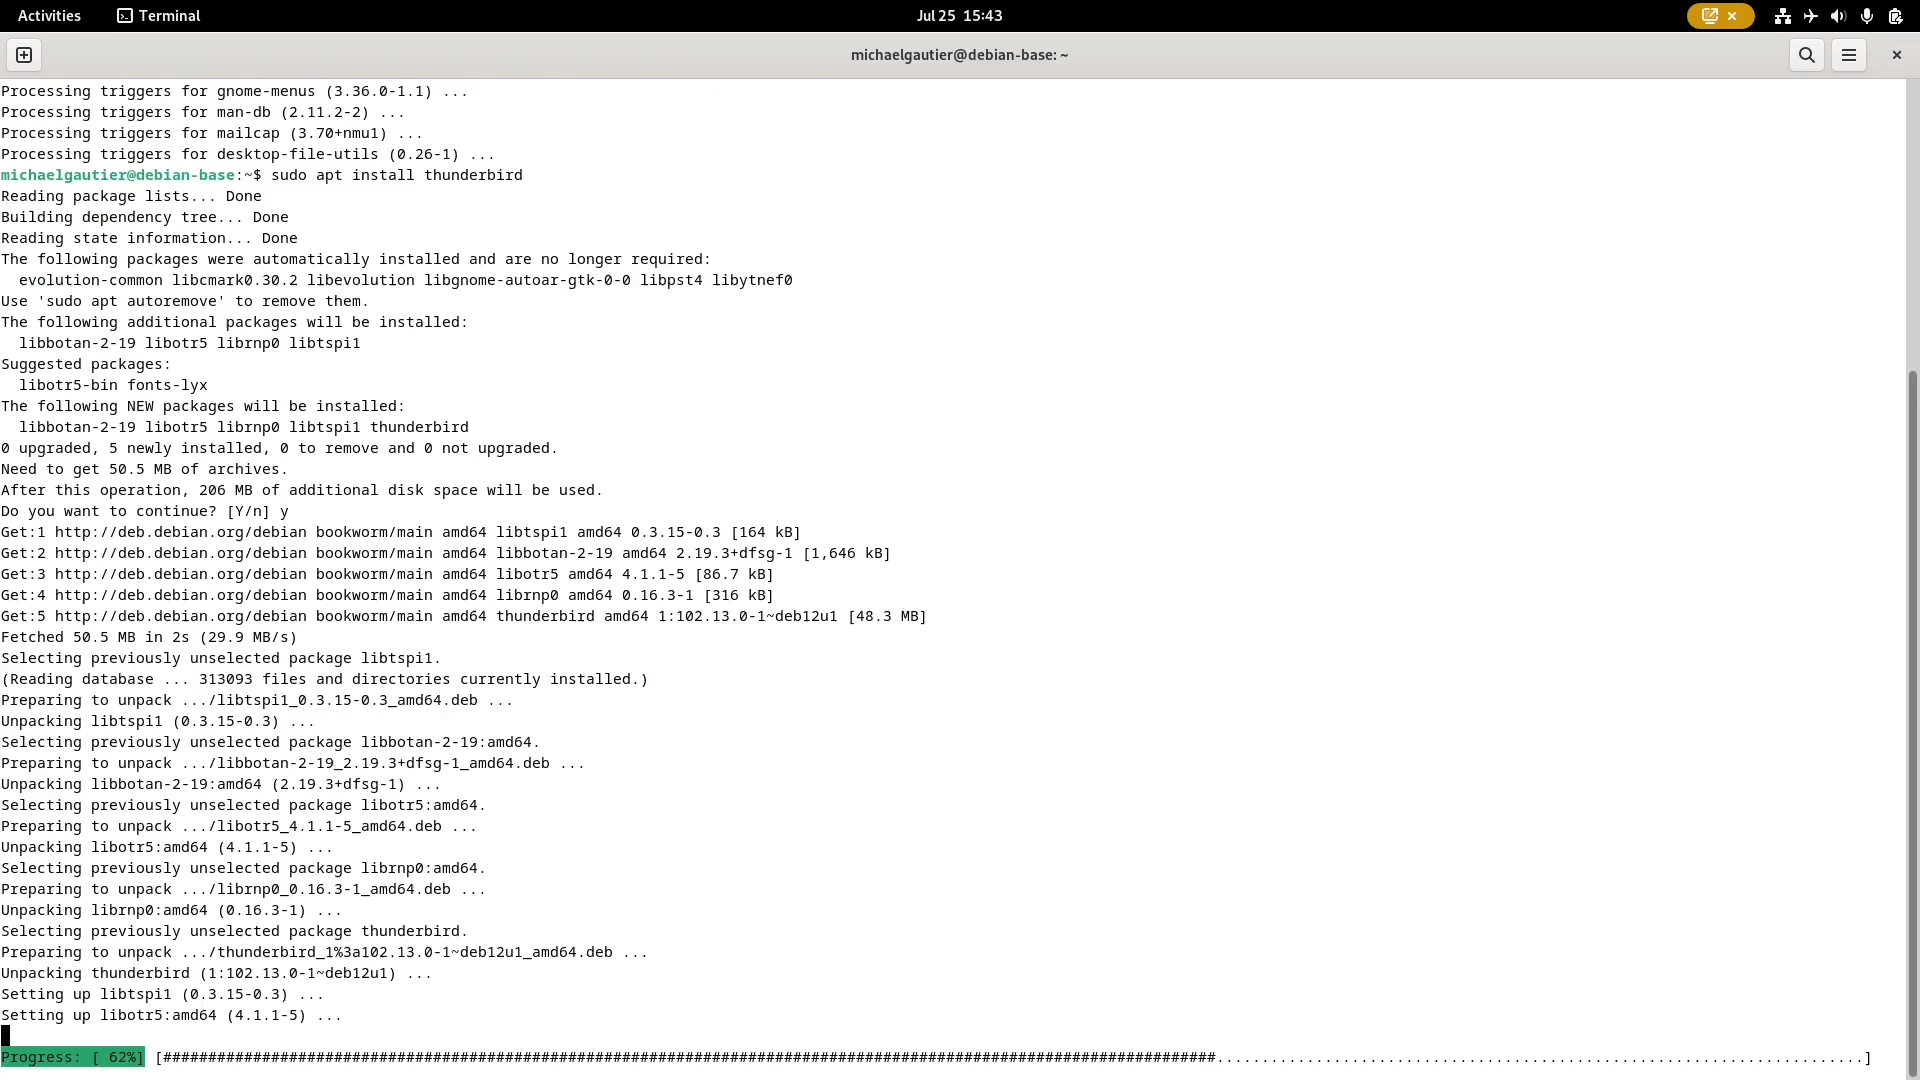 Activities
Terminal
Jul 25  15:43
michaelgautier@debian-base: ~
Processing triggers for gnome-menus (3.36.0-1.1) ...
Processing triggers for man-db (2.11.2-2) ...
Processing triggers for mailcap (3.70+nmu1) ...
Processing triggers for desktop-file-utils (0.26-1) ...
michaelgautier@debian-base:~$ sudo apt install thunderbird
Reading package lists... Done
Building dependency tree... Done
Reading state information... Done
The following packages were automatically installed and are no longer required:
  evolution-common libcmark0.30.2 libevolution libgnome-autoar-gtk-0-0 libpst4 libytnef0
Use 'sudo apt autoremove' to remove them.
The following additional packages will be installed:
  libbotan-2-19 libotr5 librnp0 libtspi1
Suggested packages:
  libotr5-bin fonts-lyx
The following NEW packages will be installed:
  libbotan-2-19 libotr5 librnp0 libtspi1 thunderbird
0 upgraded, 5 newly installed, 0 to remove and 0 not upgraded.
Need to get 50.5 MB of archives.
After this operation, 206 MB of additional disk space will be used.
Do you want to continue? [Y/n] y
Get:1 http://deb.debian.org/debian bookworm/main amd64 libtspi1 amd64 0.3.15-0.3 [164 kB]
Get:2 http://deb.debian.org/debian bookworm/main amd64 libbotan-2-19 amd64 2.19.3+dfsg-1 [1,646 kB]
Get:3 http://deb.debian.org/debian bookworm/main amd64 libotr5 amd64 4.1.1-5 [86.7 kB]
Get:4 http://deb.debian.org/debian bookworm/main amd64 librnp0 amd64 0.16.3-1 [316 kB]
Get:5 http://deb.debian.org/debian bookworm/main amd64 thunderbird amd64 1:102.13.0-1~deb12u1 [48.3 MB]
Fetched 50.5 MB in 2s (29.9 MB/s)
Selecting previously unselected package libtspi1.
(Reading database ... 313093 files and directories currently installed.)
Preparing to unpack .../libtspi1_0.3.15-0.3_amd64.deb ...
Unpacking libtspi1 (0.3.15-0.3) ...
Selecting previously unselected package libbotan-2-19:amd64.
Preparing to unpack .../libbotan-2-19_2.19.3+dfsg-1_amd64.deb ...
Unpacking libbotan-2-19:amd64 (2.19.3+dfsg-1) ...
Selecting previously unselected package libotr5:amd64.
Preparing to unpack .../libotr5_4.1.1-5_amd64.deb ...
Unpacking libotr5:amd64 (4.1.1-5) ...
Selecting previously unselected package librnp0:amd64.
Preparing to unpack .../librnp0_0.16.3-1_amd64.deb ...
Unpacking librnp0:amd64 (0.16.3-1) ...
Selecting previously unselected package thunderbird.
Preparing to unpack .../thunderbird_1%3a102.13.0-1~deb12u1_amd64.deb ...
Unpacking thunderbird (1:102.13.0-1~deb12u1) ...
Setting up libtspi1 (0.3.15-0.3) ...
Setting up libotr5:amd64 (4.1.1-5) ...
Progress: [ 62%] [#####################################################################################################################........................................................................]